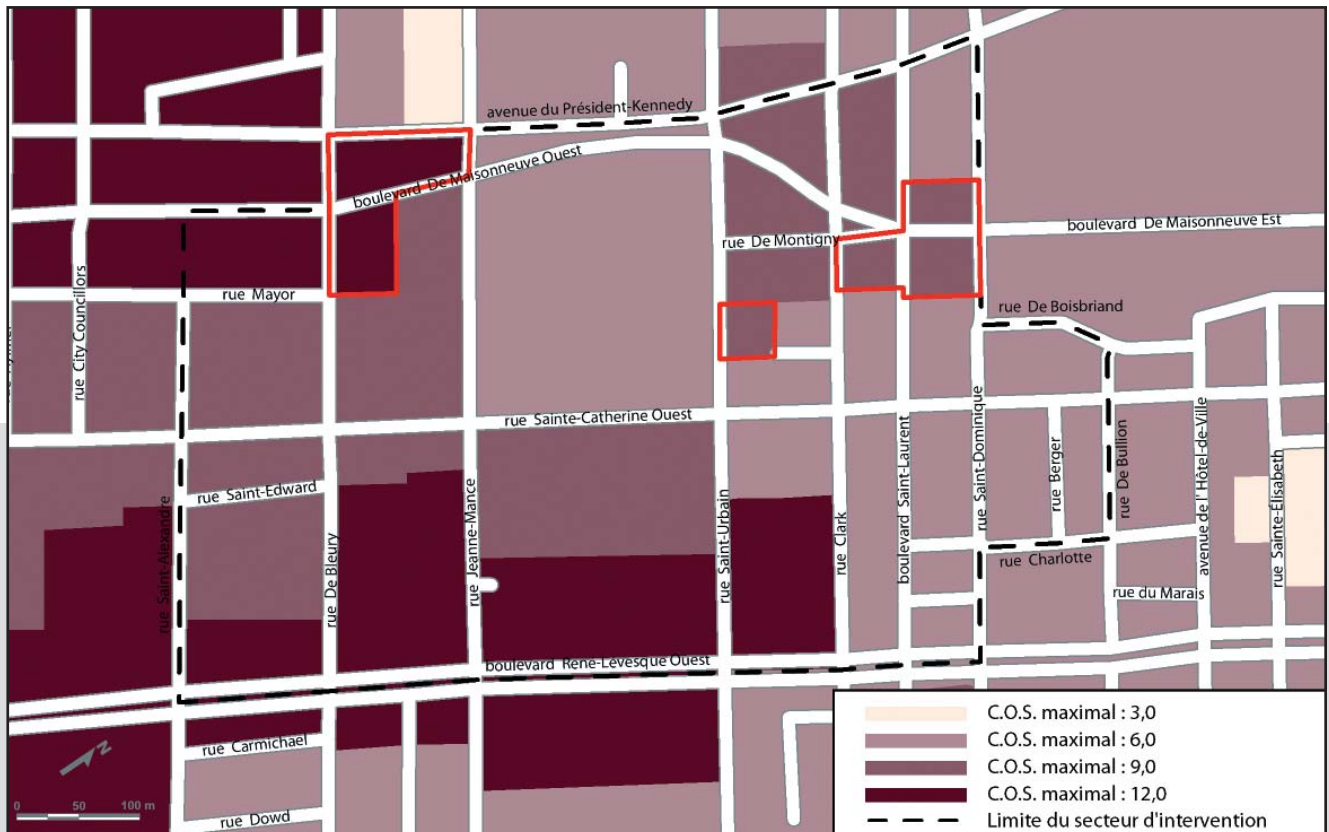 avenue du Président-Kennedy
boulevard De Maisonneuve Ouest
rue De Montigny
boulevard De Maisonneuve Est
rue Mayor
rue City Councillors
rue De Boisbriand
rue Sainte-Catherine Ouest
rue Saint-Edward
rue Saint-Alexandre
rue De Bleury
rue Jeanne-Mance
rue Saint-Urbain
rue Clark
boulevard Saint-Laurent
rue Saint-Dominique
rue Berger
rue De Bullion
avenue de l' Hôtel-de-Ville
rue Sainte-Élisabeth
rue Charlotte
rue du Marais
boulevard René-Lévesque Ouest
rue Carmichael
rue Dowd
N
0 50 100 m
C.O.S. maximal : 3,0
C.O.S. maximal : 6,0
C.O.S. maximal : 9,0
C.O.S. maximal : 12,0
Limite du secteur d'intervention